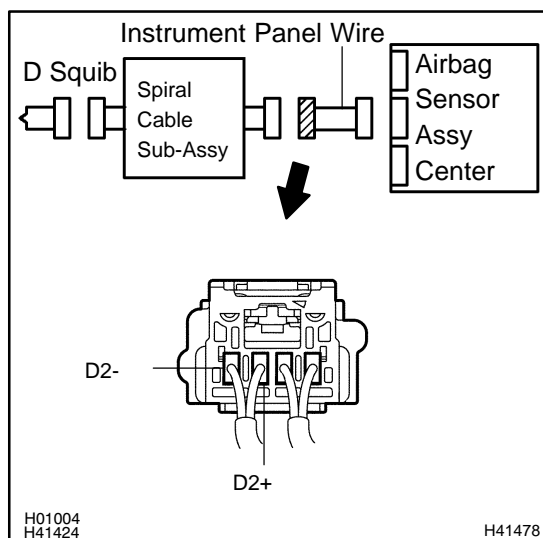 Instrument Panel Wire
D Squib
Spiral
Cable
Sub-Assy
Airbag
Sensor
Assy
Center
D2-
D2+
H01004
H41424
H41478